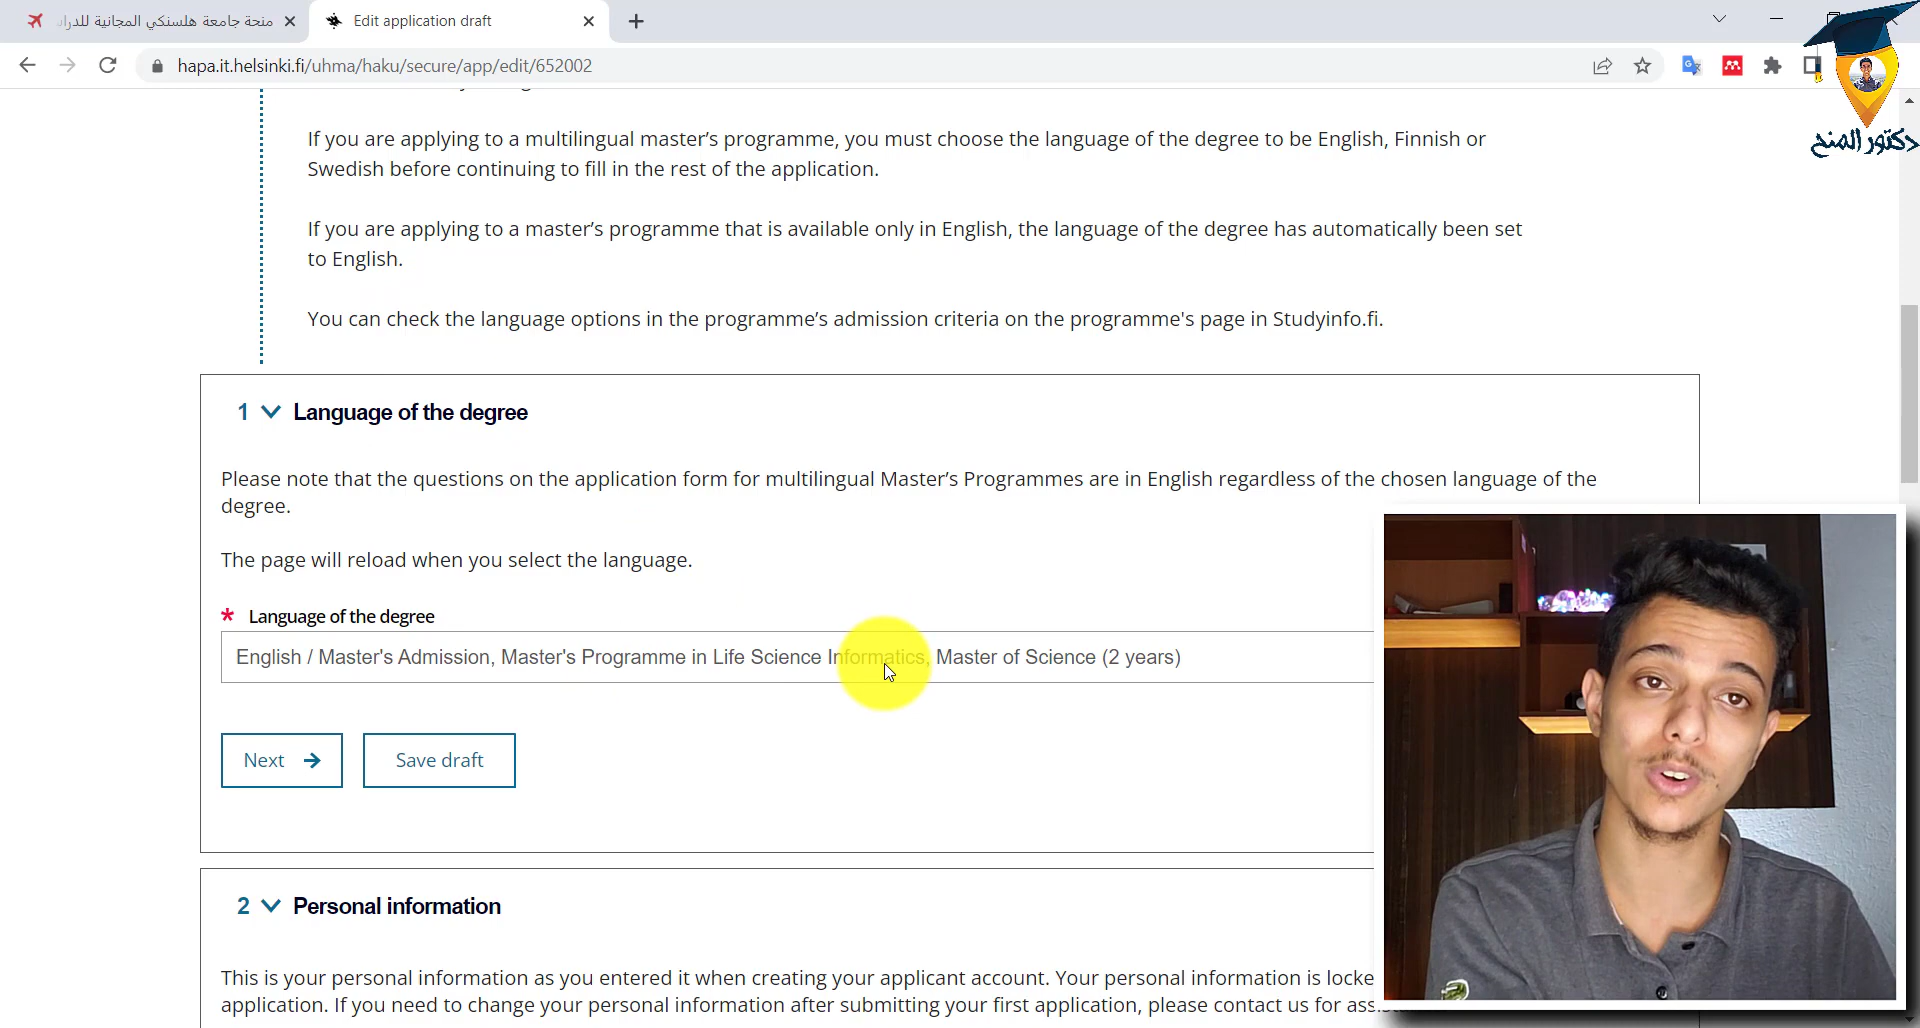 منحة جامعة هلسنكي المجانية للدرا
Edit application draft
hapa.it.helsinki.fi/uhma/haku/secure/app/edit/652002
دكتور المنح
If you are applying to a multilingual master’s programme, you must choose the language of the degree to be English, Finnish or
Swedish before continuing to fill in the rest of the application.
If you are applying to a master’s programme that is available only in English, the language of the degree has automatically been set
to English.
You can check the language options in the programme’s admission criteria on the programme's page in Studyinfo.fi.
1 Language of the degree
Please note that the questions on the application form for multilingual Master’s Programmes are in English regardless of the chosen language of the
degree.
The page will reload when you select the language.
* Language of the degree
English / Master's Admission, Master's Programme in Life Science Informatics, Master of Science (2 years)
Next
Save draft
2 Personal information
This is your personal information as you entered it when creating your applicant account. Your personal information is locke
application. If you need to change your personal information after submitting your first application, please contact us for